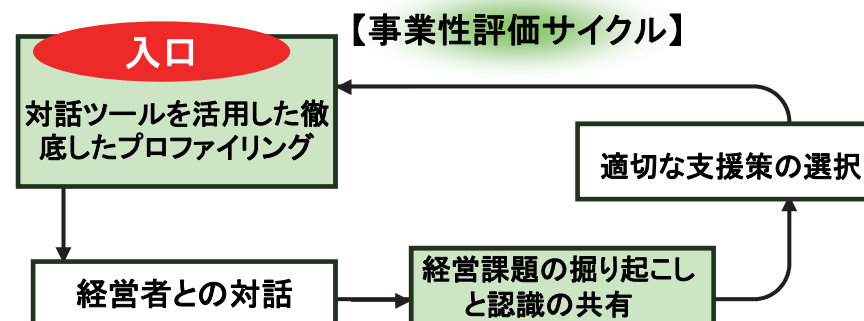 【事業性評価サイクル】
入口
対話ツールを活用した徹
底したプロファイリング
適切な支援策の選択
経営者との対話
経営課題の掘り起こし
と認識の共有